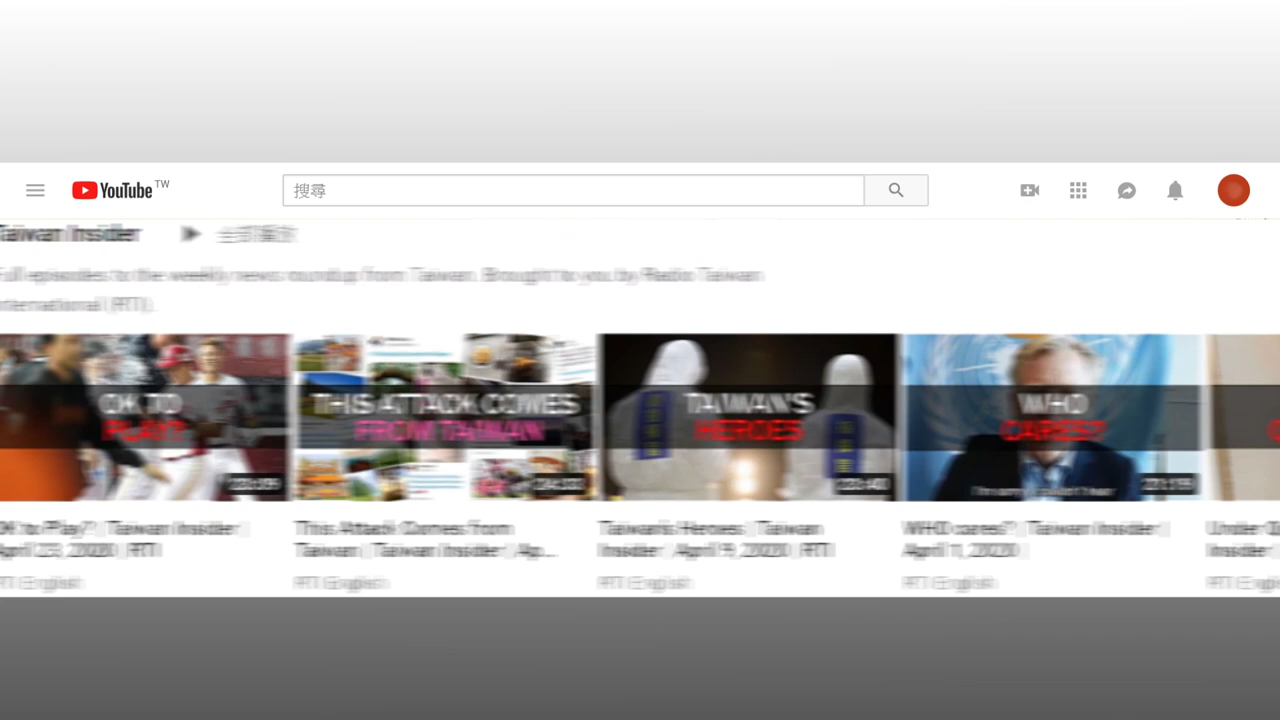 YouTube TW
搜尋
Taiwan Insider
Full episodes to the weekly news roundup from Taiwan. Brought to you by Radio Taiwan
International (RTI).
OK TO
PLAY?
THIS ATTACK COMES
FROM TAIWAN
TAIWAN'S
HEROES
WHO
CARES?
OK to Play? | Taiwan Insider |
April 23, 2020 | RTI
RTI English
This Attack Comes from
Taiwan | Taiwan Insider | Ap...
RTI English
Taiwan's Heroes | Taiwan
Insider | April 9, 2020 | RTI
RTI English
WHO cares? | Taiwan Insider |
April 1, 2020
RTI English
Insider